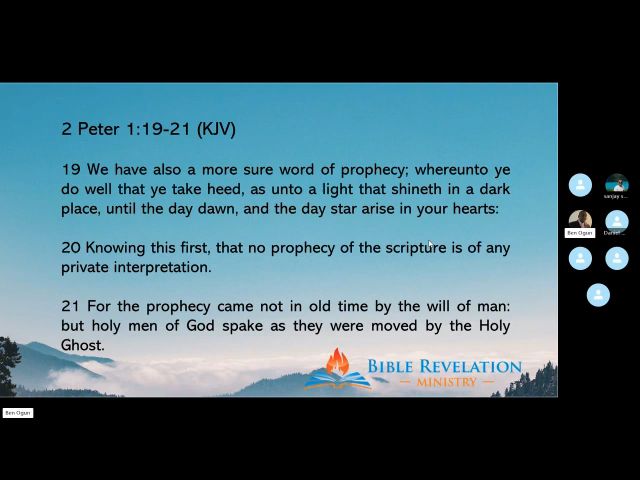 2 Peter 1:19-21 (KJV)
19 We have also a more sure word of prophecy; whereunto ye
do well that ye take heed, as unto a light that shineth in a dark
place, until the day dawn, and the day star arise in your hearts:
20 Knowing this first, that no prophecy of the scripture is of any
private interpretation.
21 For the prophecy came not in old time by the will of man:
but holy men of God spake as they were moved by the Holy
Ghost.
BIBLE REVELATION
MINISTRY
sanjay s...
Ben Ogun
Ben Ogun